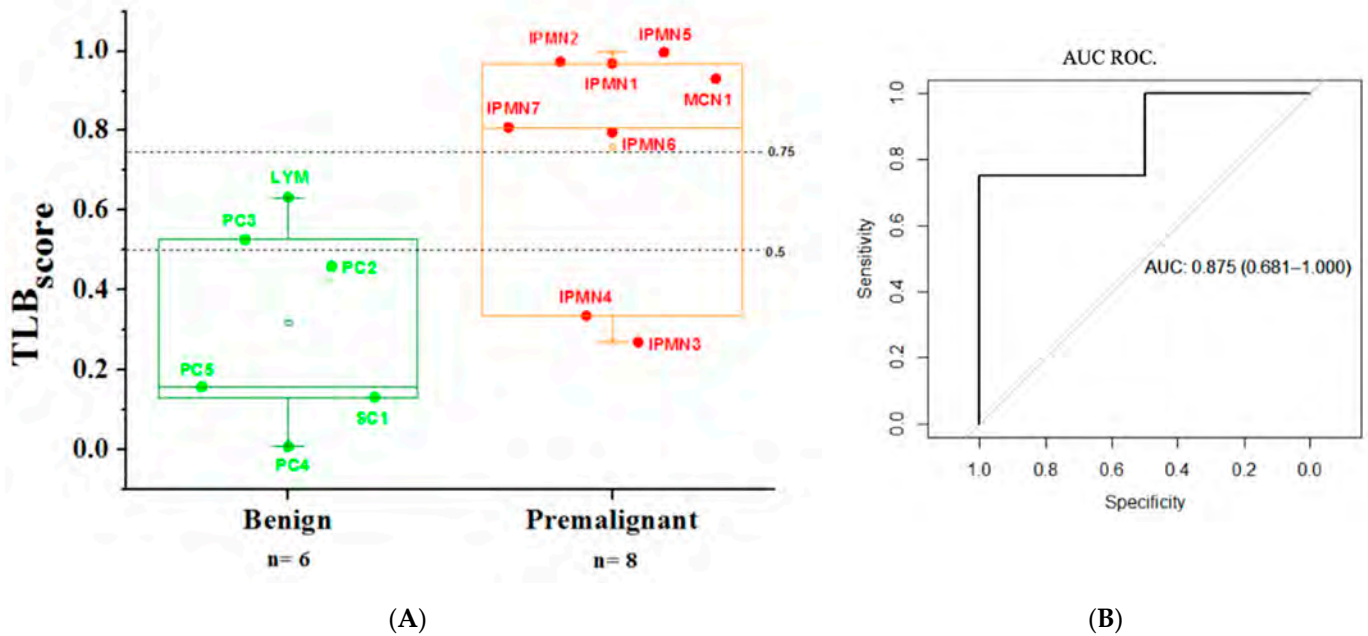 TLBscore
1.0
0.8
0.6
0.4
0.2
0.0
IPMN2
IPMN5
IPMN1
MCN1
IPMN7
IPMN6
0.75
LYM
PC3
0.5
PC2
IPMN4
IPMN3
PC5
SC1
PC4
Benign
Premalignant
n= 6
n= 8
(A)
AUC ROC.
Sensitivity
1.0
0.8
0.6
0.4
0.2
0.0
AUC: 0.875 (0.681–1.000)
1.0 0.8 0.6 0.4 0.2 0.0
Specificity
(B)